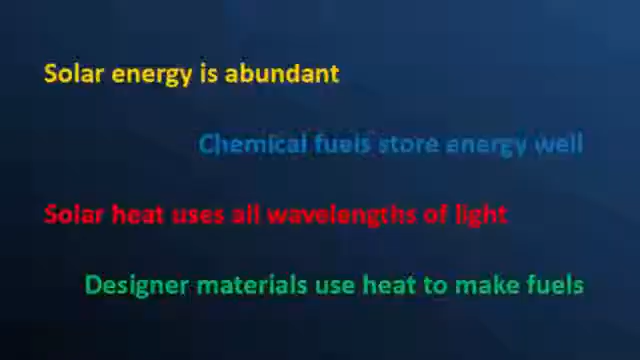 Solar energy is abundant
Chemical fuels store energy well
Solar heat uses all wavelengths of light
Designer materials use heat to make fuels